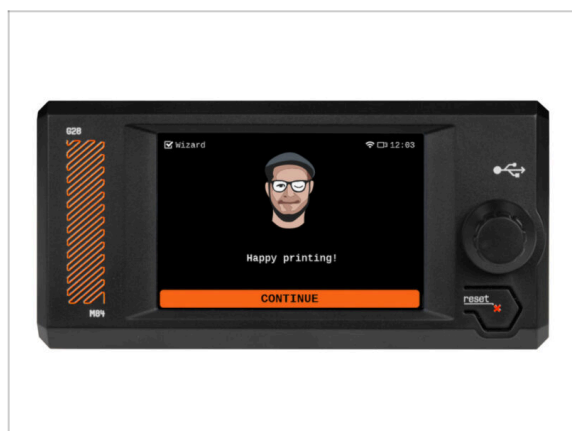 G28
Wizard
12:03
Happy printing!
CONTINUE
reset
M84